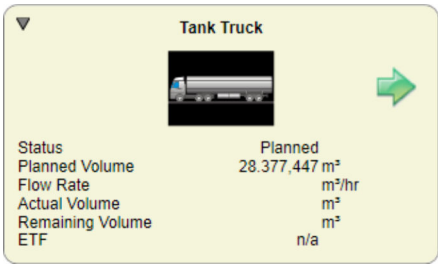 Tank Truck
Status Planned
Planned Volume 28.377,447 m³
Flow Rate m³/hr
Actual Volume m³
Remaining Volume m³
ETF n/a